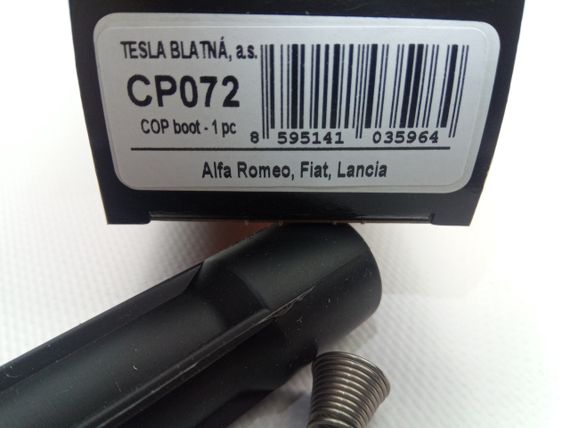 TESLA BLATNÁ, a.s.
CP072
COP boot - 1 pc
8 595141 035964
Alfa Romeo, Fiat, Lancia